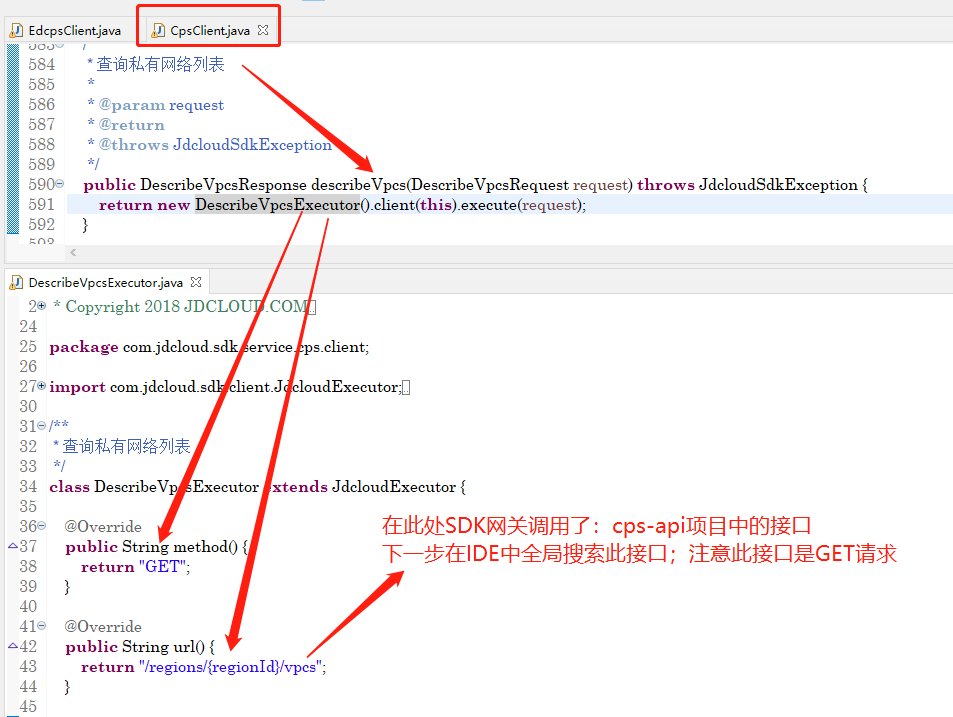 EdcpsClient.java
CpsClient.java
583 /
584 * 查询私有网络列表
585 *
586 * @param request
587 * @return
588 * @throws JdcloudSdkException
589 */
590 public DescribeVpcsResponse describeVpcs(DescribeVpcsRequest request) throws JdcloudSdkException {
591 return new DescribeVpcsExecutor().client(this).execute(request);
592 }
593
DescribeVpcsExecutor.java
2 * Copyright 2018 JDCLOUD.COM
24
25 package com.jdcloud.sdk.service.cps.client;
26
27 import com.jdcloud.sdk.client.JdcloudExecutor;
30
31 /**
32 * 查询私有网络列表
33 */
34 class DescribeVpcsExecutor extends JdcloudExecutor {
35
36 @Override
37 public String method() {
38 return "GET";
39 }
40
41 @Override
42 public String url() {
43 return "/regions/{regionId}/vpcs";
44 }
45
在此处SDK网关调用了：cps-api项目中的接口
下一步在IDE中全局搜索此接口；注意此接口是GET请求